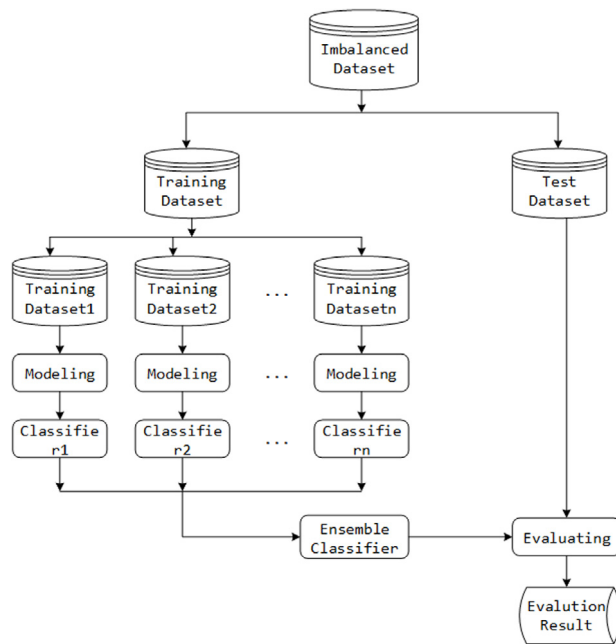 Imbalanced
Dataset
Training
Dataset
Test
Dataset
Training
Dataset1
Training
Dataset2
...
Training
Datasetn
Modeling
Modeling
...
Modeling
Classifie
r1
Classifie
r2
...
Classifie
rn
Ensemble
Classifier
Evaluating
Evalution
Result